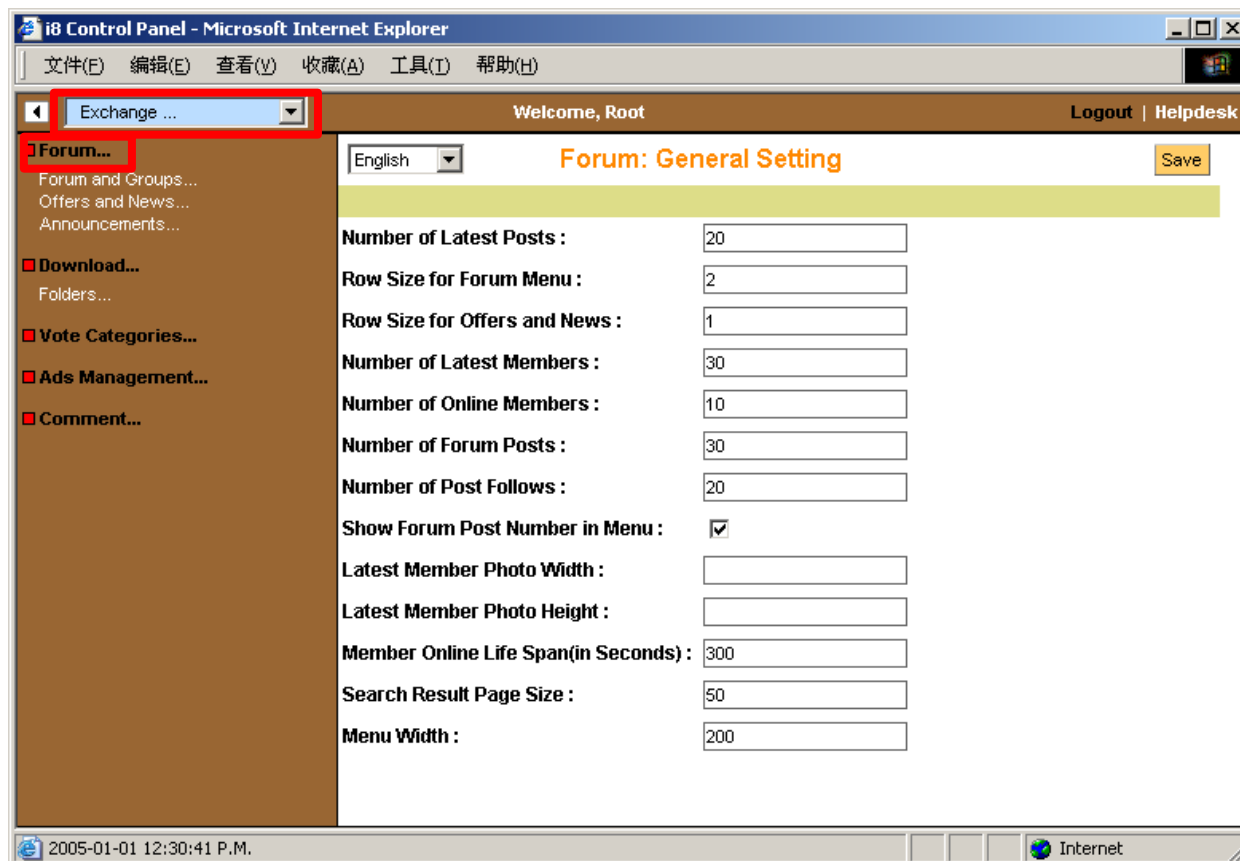 i8 Control Panel - Microsoft Internet Explorer
文件(F) 编辑(E) 查看(V) 收藏(A) 工具(T) 帮助(H)
Exchange ... Welcome, Root Logout | Helpdesk
Forum...
Forum and Groups...
Offers and News...
Announcements...
Download...
Folders...
Vote Categories...
Ads Management...
Comment...
English Forum: General Setting Save
Number of Latest Posts : 20
Row Size for Forum Menu : 2
Row Size for Offers and News : 1
Number of Latest Members : 30
Number of Online Members : 10
Number of Forum Posts : 30
Number of Post Follows : 20
Show Forum Post Number in Menu :
Latest Member Photo Width :
Latest Member Photo Height :
Member Online Life Span(in Seconds) : 300
Search Result Page Size : 50
Menu Width : 200
2005-01-01 12:30:41 P.M. Internet